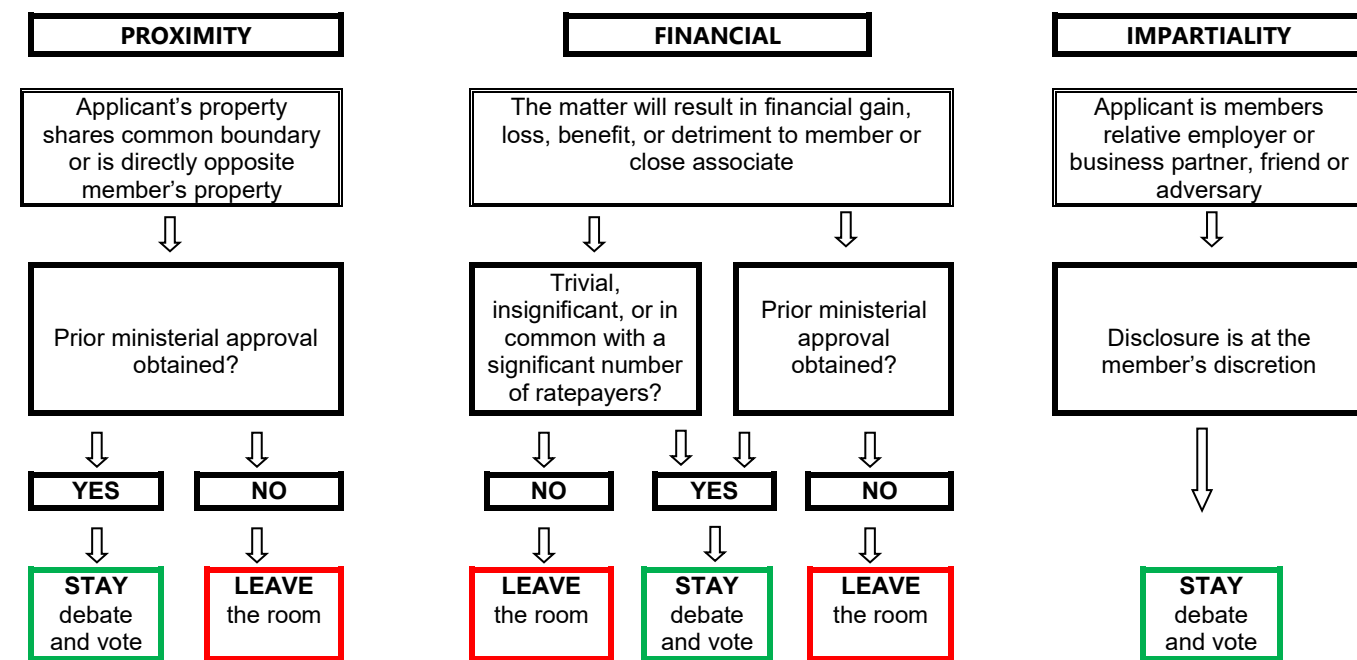 PROXIMITY
FINANCIAL
IMPARTIALITY
Applicant’s property
shares common boundary
or is directly opposite
member’s property
The matter will result in financial gain,
loss, benefit, or detriment to member or
close associate
Applicant is members
relative employer or
business partner, friend or
adversary
Prior ministerial approval
obtained?
Trivial,
insignificant, or in
common with a
significant number
of ratepayers?
Prior ministerial
approval
obtained?
Disclosure is at the
member’s discretion
YES
NO
NO
YES
NO
STAY
debate
and vote
LEAVE
the room
LEAVE
the room
STAY
debate
and vote
LEAVE
the room
STAY
debate
and vote